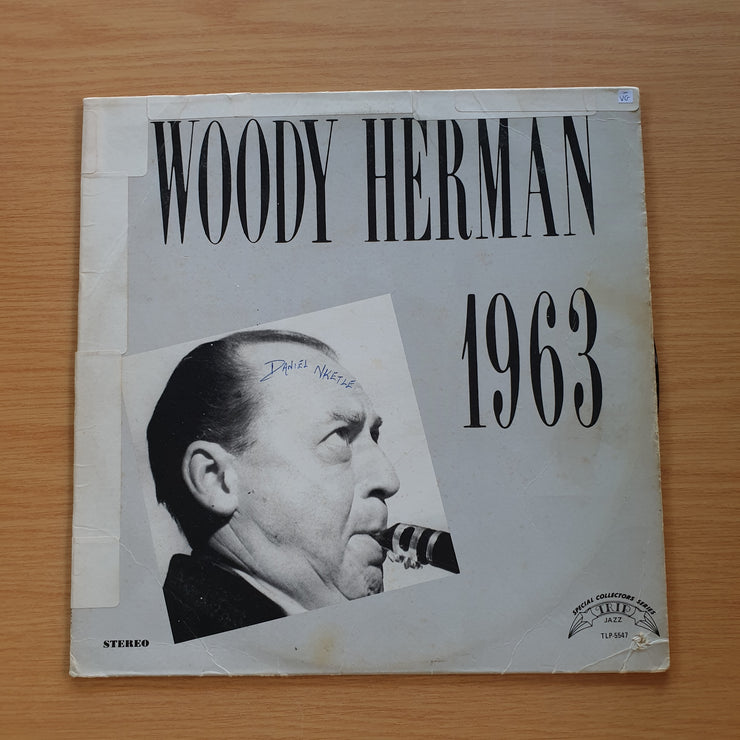 VG
WOODY HERMAN
1963
DANIEL NKETLE
STEREO
SPECIAL COLLECTORS SERIES
TRIP
JAZZ
TLP-5547